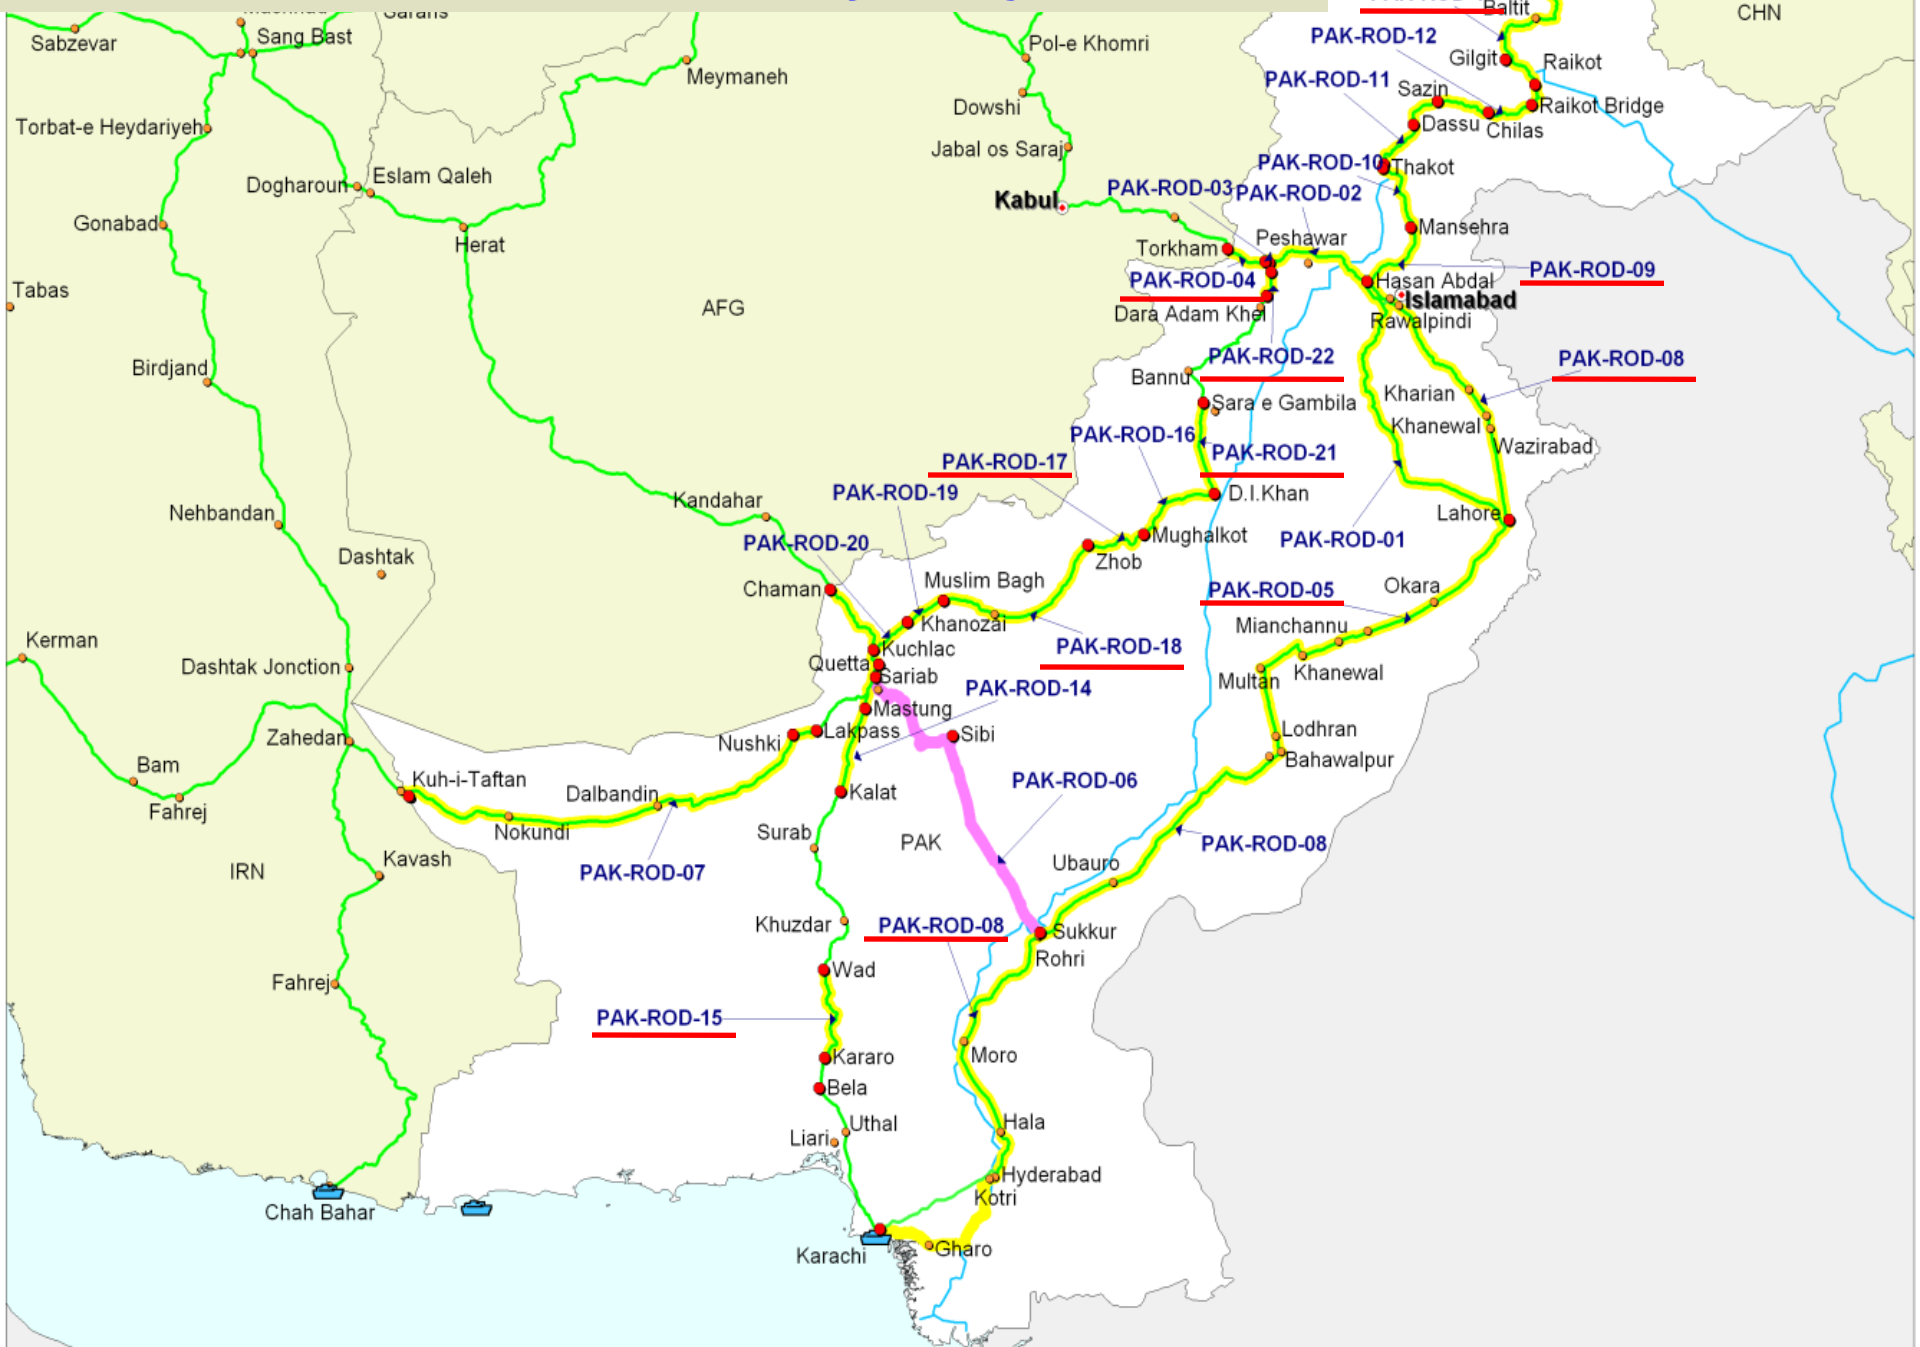 Baltit
CHN
Sabzevar
Sang Bast
PAK-ROD-12
Pol-e Khomri
Gilgit
Raikot
Meymaneh
PAK-ROD-11
Sazin
Dowshi
Raikot Bridge
Torbat-e Heydariyeh
Dassu
Chilas
Jabal os Saraj
PAK-ROD-10
Thakot
Eslam Qaleh
Dogharoun
PAK-ROD-03
PAK-ROD-02
Kabul
Gonabad
Mansehra
Herat
Torkham
Peshawar
PAK-ROD-09
PAK-ROD-04
Hasan Abdal
Tabas
Islamabad
AFG
Dara Adam Khel
Rawalpindi
PAK-ROD-22
PAK-ROD-08
Birdjand
Bannu
Kharian
Sara e Gambila
Khanewal
PAK-ROD-16
Wazirabad
PAK-ROD-21
PAK-ROD-17
PAK-ROD-19
D.I.Khan
Kandahar
Nehbandan
Lahore
Mughalkot
PAK-ROD-01
PAK-ROD-20
Dashtak
Zhob
Muslim Bagh
Chaman
PAK-ROD-05
Okara
Khanozai
Mianchannu
Kerman
PAK-ROD-18
Kuchlac
Quetta
Dashtak Jonction
Khanewal
Sariab
Multan
PAK-ROD-14
Mastung
Zahedan
Nushki
Lakpass
Sibi
Lodhran
Bahawalpur
Bam
Kuh-i-Taftan
PAK-ROD-06
Dalbandin
Kalat
Fahrej
Nokundi
Surab
PAK
PAK-ROD-08
Kavash
Ubauro
IRN
PAK-ROD-07
Khuzdar
PAK-ROD-08
Sukkur
Rohri
Wad
Fahrej
PAK-ROD-15
Kararo
Moro
Bela
Uthal
Hala
Liari
Hyderabad
Kotri
Chah Bahar
Karachi
Gharo